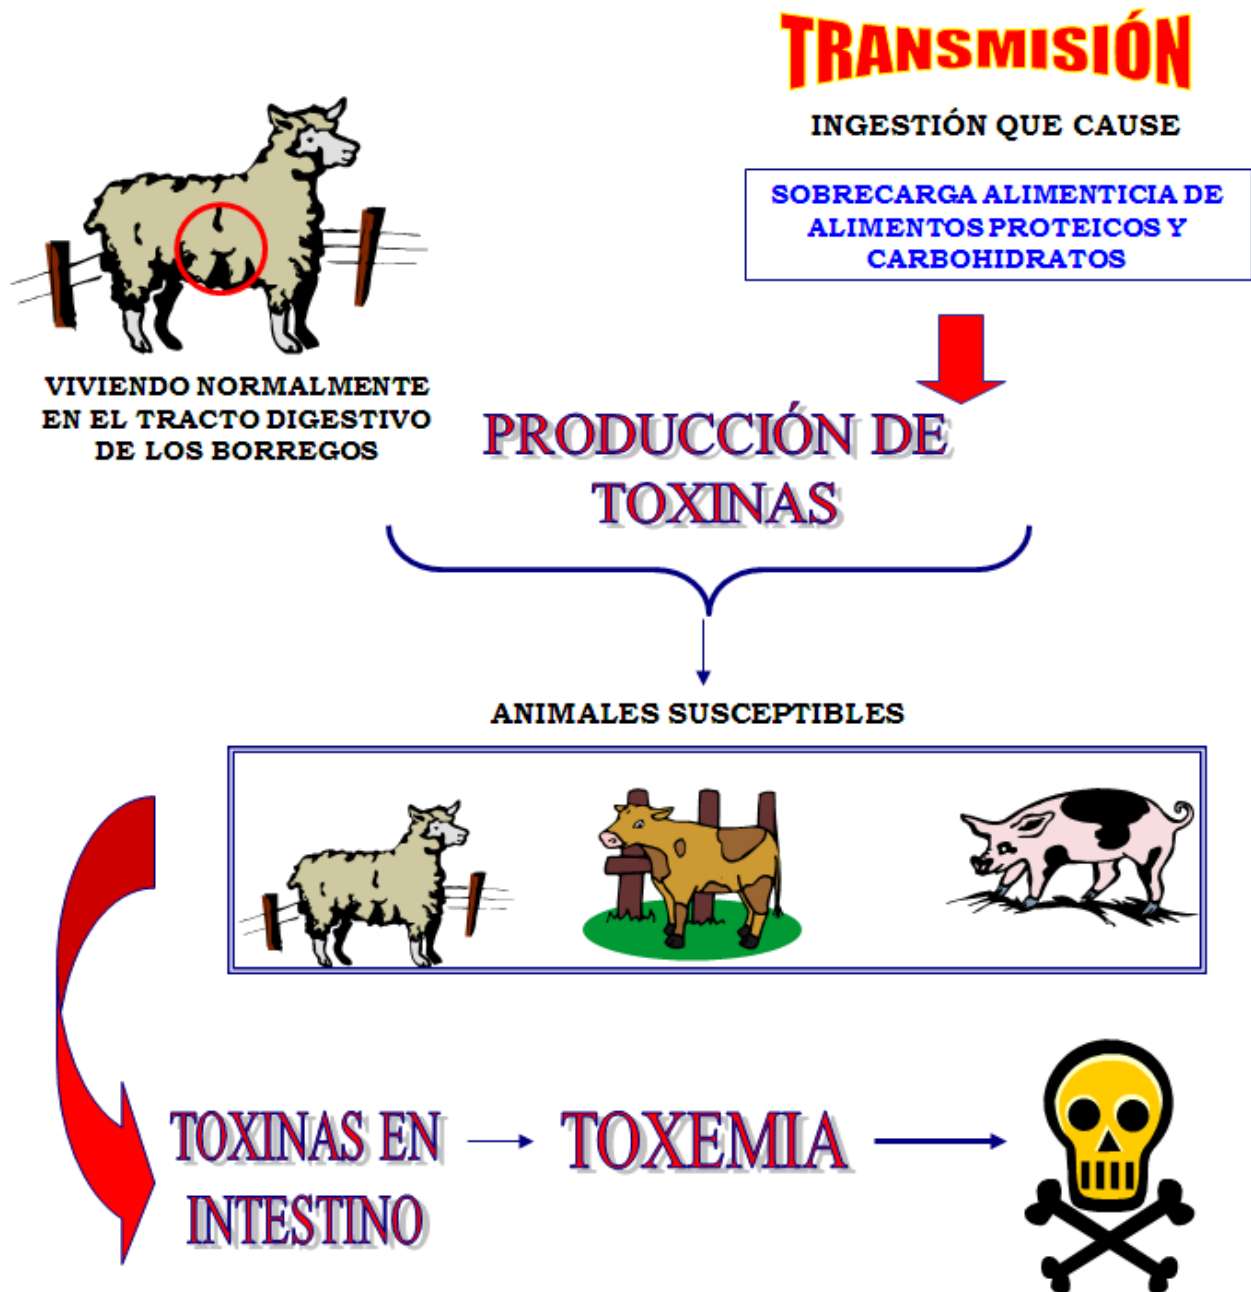 TRANSMISIÓN
INGESTIÓN QUE CAUSE
SOBRECARGA ALIMENTICIA DE
ALIMENTOS PROTEICOS Y
CARBOHIDRATOS
VIVIENDO NORMALMENTE
EN EL TRACTO DIGESTIVO
DE LOS BORREGOS
PRODUCCIÓN DE
TOXINAS
ANIMALES SUSCEPTIBLES
TOXINAS EN
INTESTINO
TOXEMIA